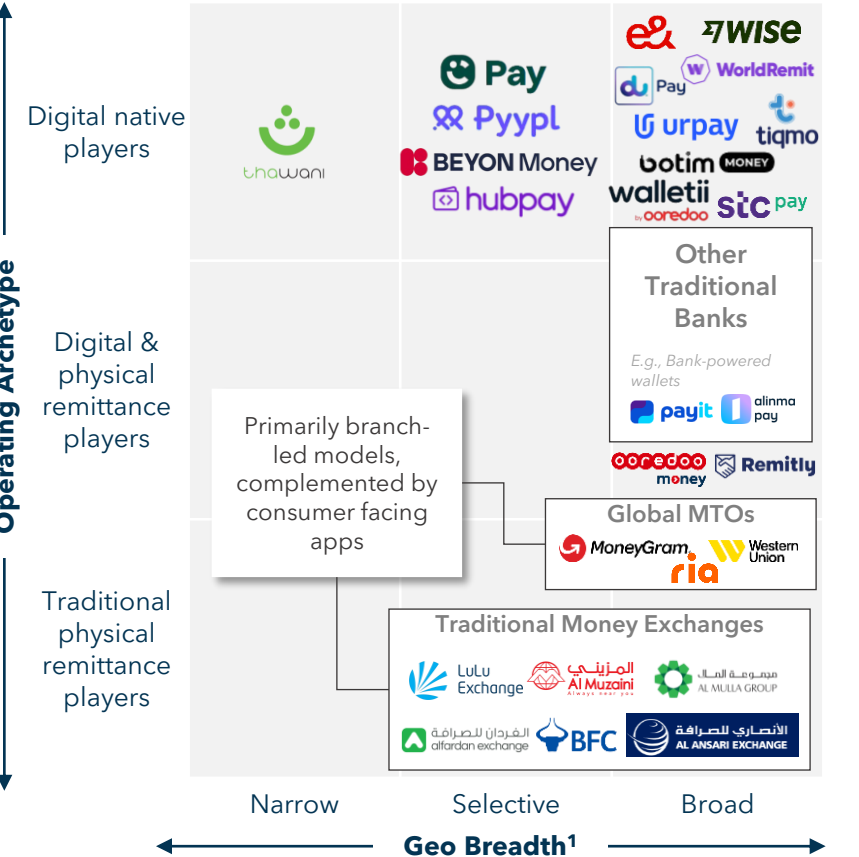 Operating Archetype
Digital native
players
Digital &
physical
remittance
players
Traditional
physical
remittance
players
thawani
Pay
Pyypl
BEYON Money
hubpay
e&
WISE
du
Pay
W
WorldRemit
urpay
tiqmo
botim MONEY
walletii
by ooredoo
stc pay
Other
Traditional
Banks
E.g., Bank-powered
wallets
payit
alinma
pay
ooredoo
money
Remitly
Primarily branch-
led models,
complemented by
consumer facing
apps
Global MTOs
MoneyGram.
Western
Union
ria
Traditional Money Exchanges
LuLu
Exchange
المزيني
Al Muzaini
Always near you
مجموعة الملا
AL MULLA GROUP
الفردان للصرافة
alfardan exchange
BFC
الأنصاري للصرافة
AL ANSARI EXCHANGE
Narrow
Selective
Broad
Geo Breadth¹